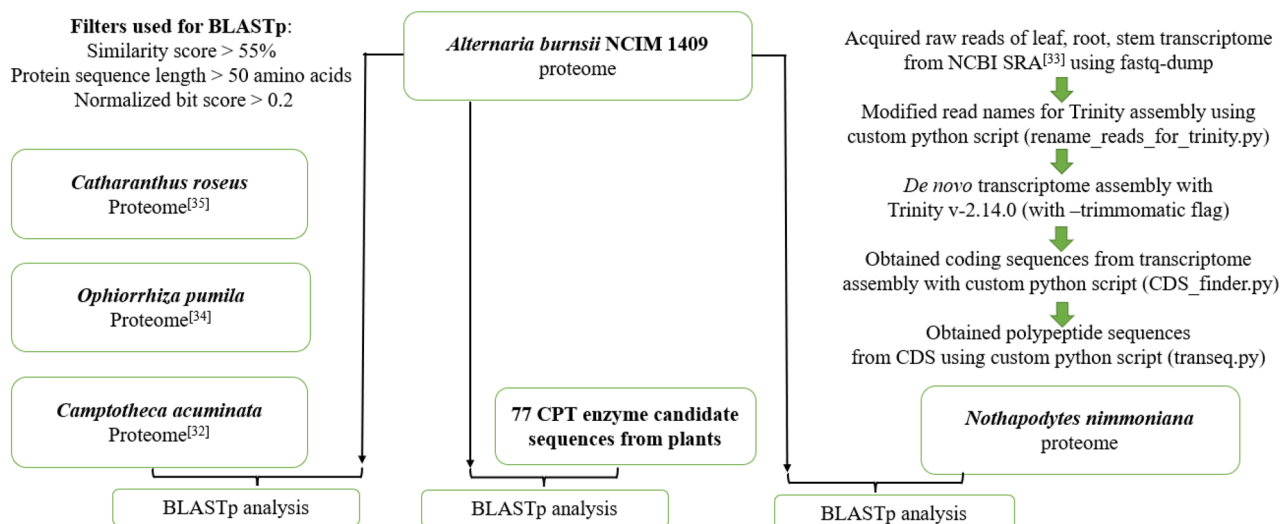 Filters used for BLASTp:
Similarity score > 55%
Protein sequence length > 50 amino acids
Normalized bit score > 0.2
Catharanthus roseus
Proteome[35]
Ophiorrhiza pumila
Proteome[34]
Camptotheca acuminata
Proteome[32]
BLASTp analysis
Alternaria burnsii NCIM 1409
proteome
77 CPT enzyme candidate
sequences from plants
BLASTp analysis
Acquired raw reads of leaf, root, stem transcriptome
from NCBI SRA[33] using fastq-dump
Modified read names for Trinity assembly using
custom python script (rename_reads_for_trinity.py)
De novo transcriptome assembly with
Trinity v-2.14.0 (with –trimmomatic flag)
Obtained coding sequences from transcriptome
assembly with custom python script (CDS_finder.py)
Obtained polypeptide sequences
from CDS using custom python script (transeq.py)
Nothapodytes nimmoniana
proteome
BLASTp analysis